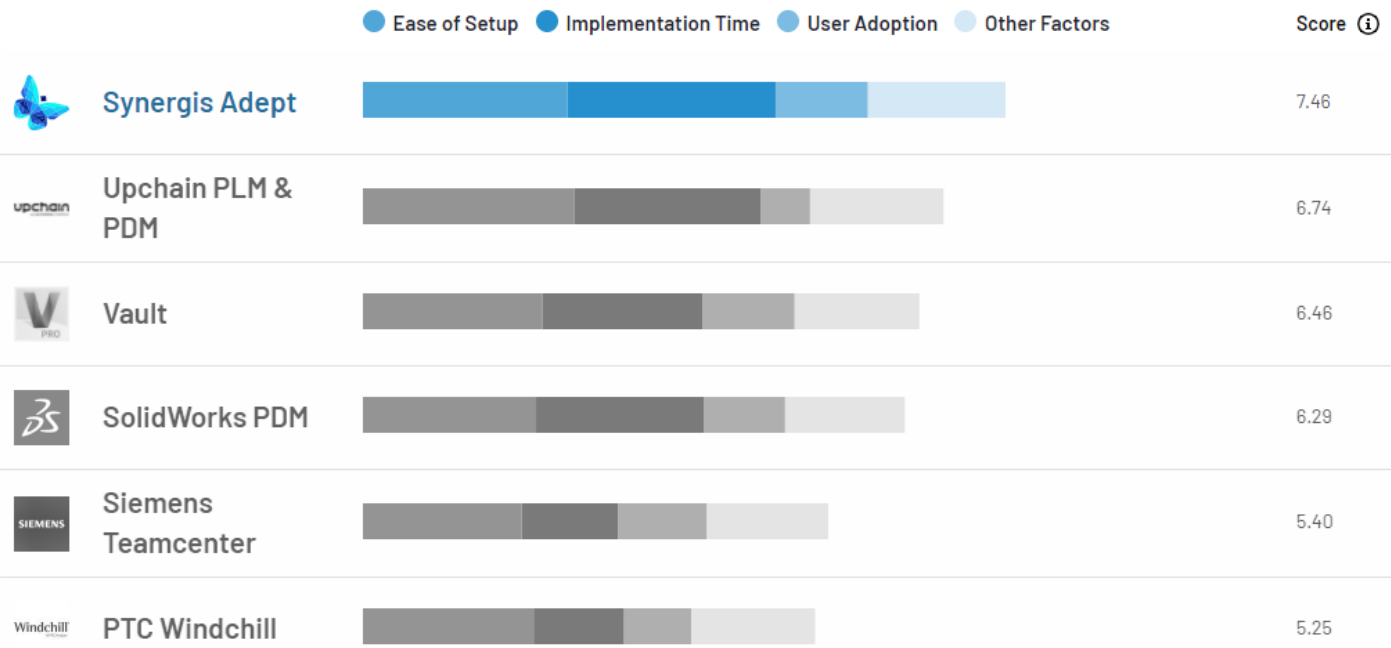 Ease of Setup Implementation Time User Adoption Other Factors Score
Synergis Adept 7.46
upchain
Upchain PLM &
PDM
6.74
V
PRO
Vault 6.46
SolidWorks PDM 6.29
SIEMENS
Siemens
Teamcenter
5.40
Windchill
PTC Windchill 5.25